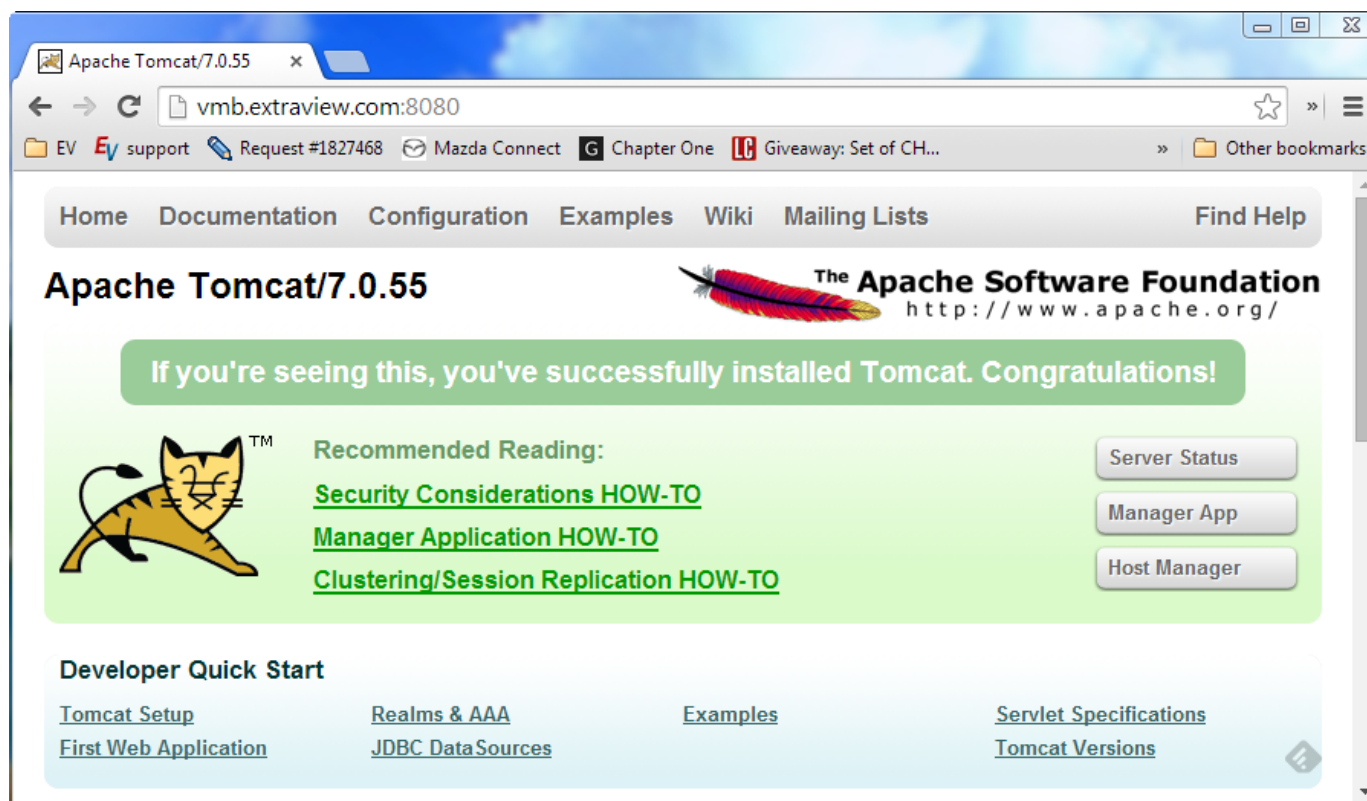 Apache Tomcat/7.0.55
vmb.extraview.com:8080
EV EV support Request #1827468 Mazda Connect G Chapter One LC Giveaway: Set of CH... » Other bookmarks
Home Documentation Configuration Examples Wiki Mailing Lists Find Help
Apache Tomcat/7.0.55
The Apache Software Foundation
http://www.apache.org/
If you're seeing this, you've successfully installed Tomcat. Congratulations!
TM
Recommended Reading:
Security Considerations HOW-TO
Manager Application HOW-TO
Clustering/Session Replication HOW-TO
Server Status
Manager App
Host Manager
Developer Quick Start
Tomcat Setup
First Web Application
Realms & AAA
JDBC DataSources
Examples
Servlet Specifications
Tomcat Versions